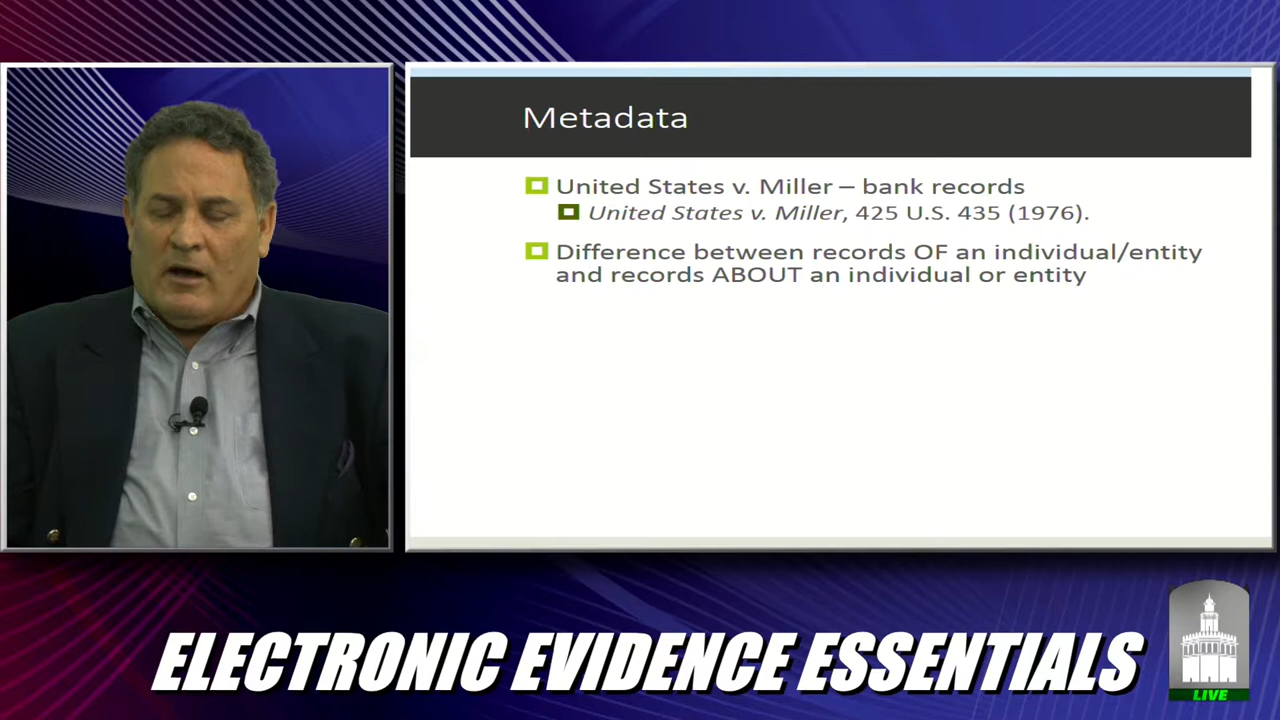 Metadata
United States v. Miller – bank records
United States v. Miller, 425 U.S. 435 (1976).
Difference between records OF an individual/entity
and records ABOUT an individual or entity
ELECTRONIC EVIDENCE ESSENTIALS
LIVE